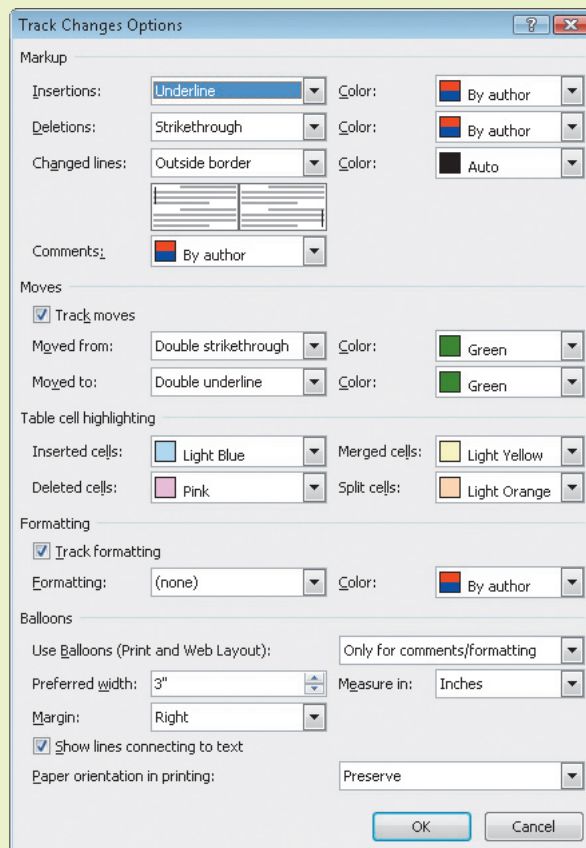 Track Changes Options
?
Markup
Insertions: Underline Color: By author
Deletions: Strikethrough Color: By author
Changed lines: Outside border Color: Auto
Comments: By author
Moves
Track moves
Moved from: Double strikethrough Color: Green
Moved to: Double underline Color: Green
Table cell highlighting
Inserted cells: Light Blue Merged cells: Light Yellow
Deleted cells: Pink Split cells: Light Orange
Formatting
Track formatting
Formatting: (none) Color: By author
Balloons
Use Balloons (Print and Web Layout): Only for comments/formatting
Preferred width: 3" Measure in: Inches
Margin: Right
Show lines connecting to text
Paper orientation in printing: Preserve
OK Cancel